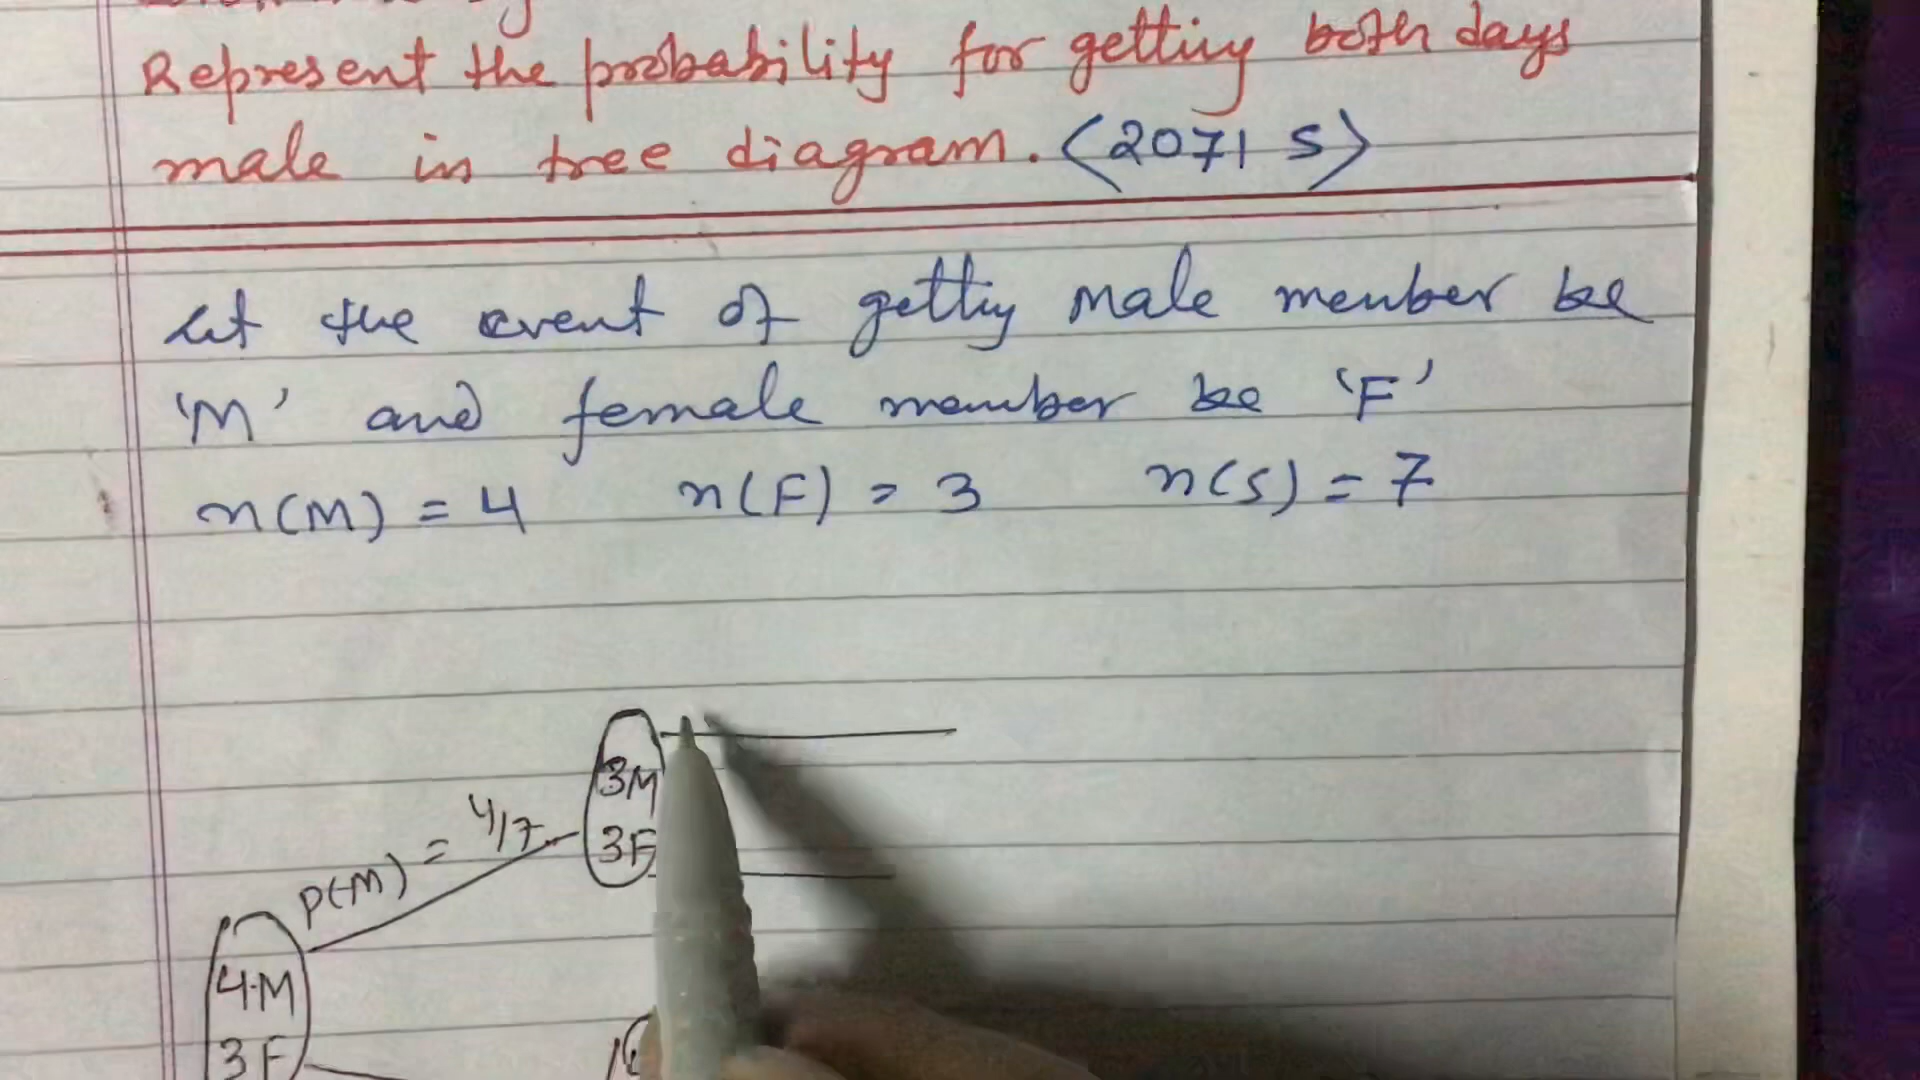 Represent the probability for getting both days
male in tree diagram. <2071 S>
Let the event of getting male member be
'M' and female member be 'F'
n(M) = 4 n(F) = 3 n(S) = 7
3M
3F
P(M) = 4/7
4M
3F